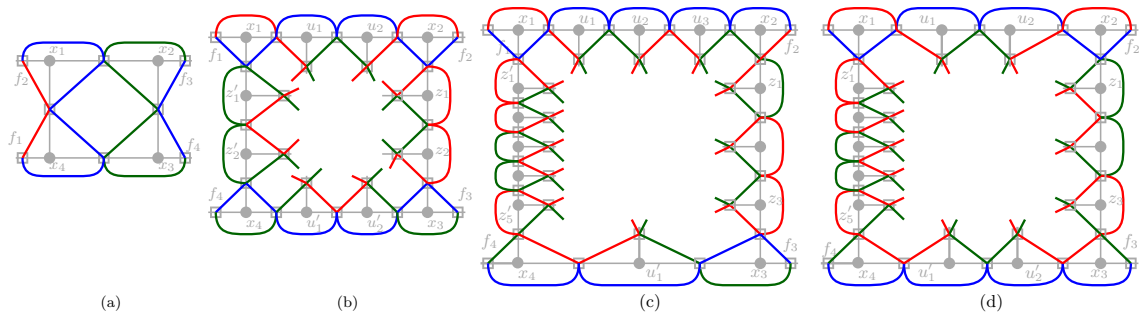 x₁ x₂
f₂ f₃
f₁ f₄
x₄ x₃
(a)
x₁ u₁ u₂ x₂
f₁ f₂
z′₁ z₁
z′₂ z₂
f₄ f₃
x₄ u′₁ u′₂ x₃
(b)
x₁ u₁ u₂ u₃ x₂
f₂
z′₁ z₁
z′₅ z₃
f₄ f₃
x₄ u′₁ x₃
(c)
x₁ u₁ u₂ x₂
f₂
z′₁ z₁
z′₅ z₃
f₄ f₃
x₄ u′₁ u′₂ x₃
(d)